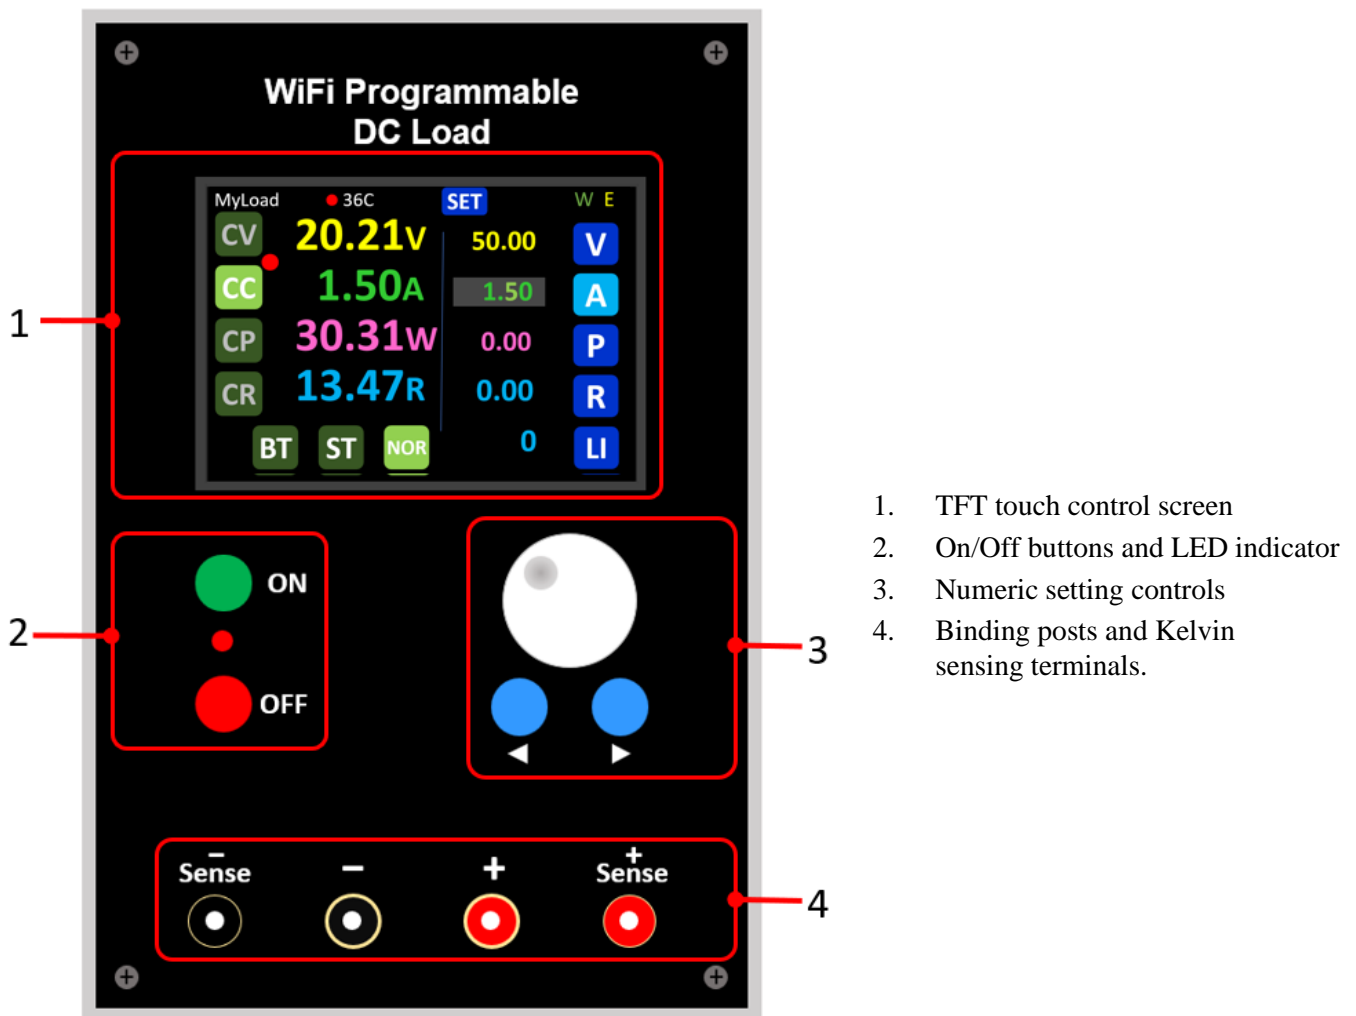 WiFi Programmable
DC Load
MyLoad 36C SET W E
CV 20.21V 50.00 V
CC 1.50A 1.50 A
CP 30.31W 0.00 P
CR 13.47R 0.00 R
BT ST NOR 0 LI
1
ON
OFF
2
◀ ▶
3
− Sense − + + Sense
4
1. TFT touch control screen
2. On/Off buttons and LED indicator
3. Numeric setting controls
4. Binding posts and Kelvin
sensing terminals.